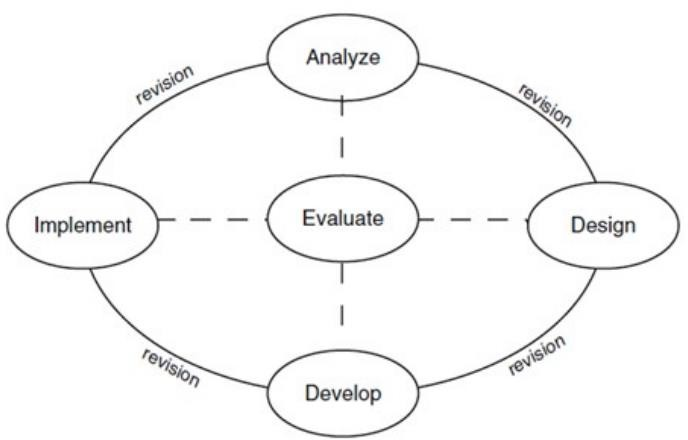 Analyze
revision
revision
Implement
Evaluate
Design
revision
revision
Develop